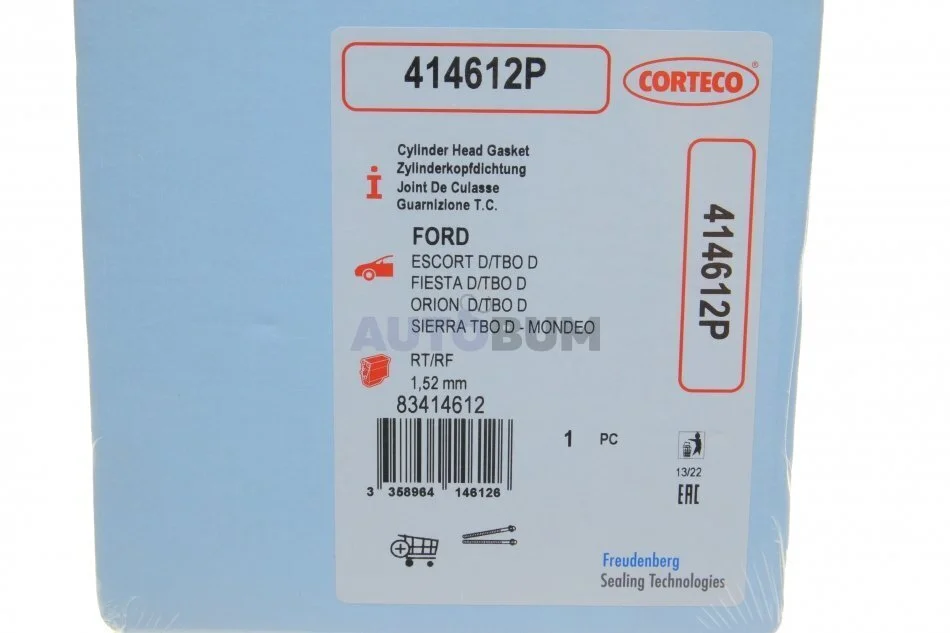 414612P
CORTECO®
Cylinder Head Gasket
Zylinderkopfdichtung
Joint De Culasse
Guarnizione T.C.
414612P
FORD
ESCORT D/TBO D
FIESTA D/TBO D
ORION D/TBO D
SIERRA TBO D - MONDEO
AUTOBUM
RT/RF
1,52 mm
83414612
1 PC
13/22
EAC
3 358964 146126
Freudenberg
Sealing Technologies